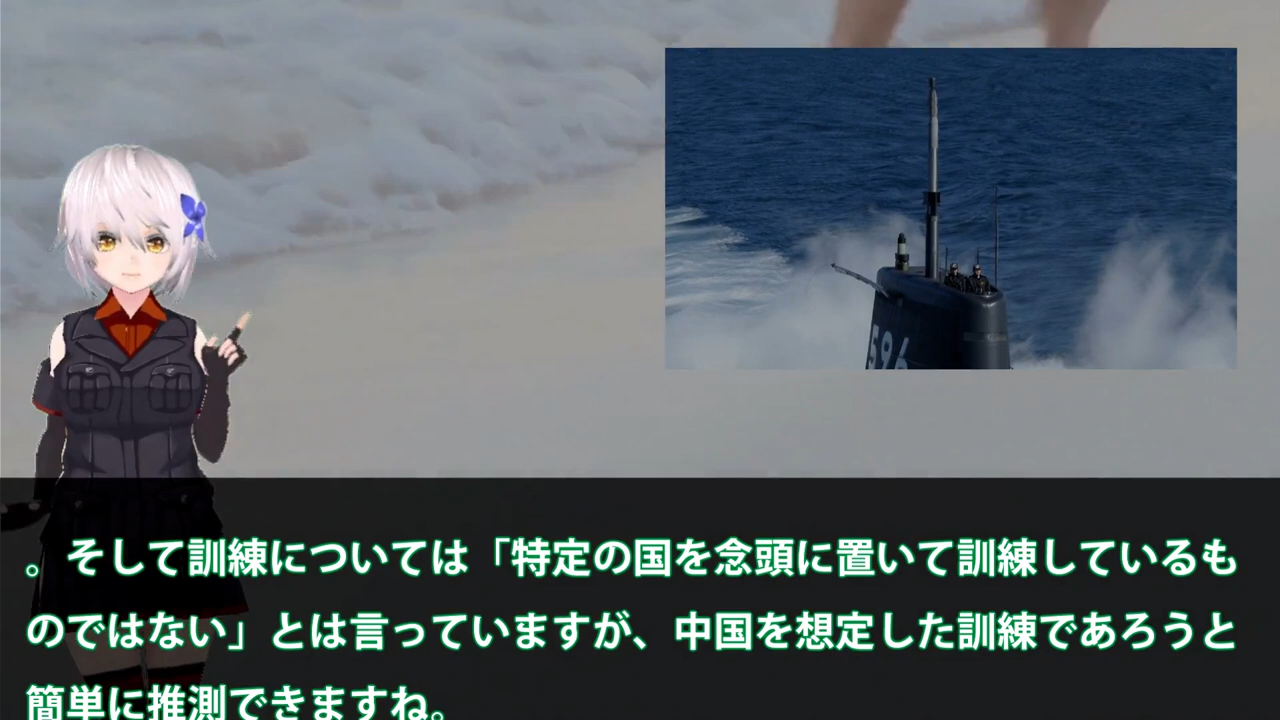 596
。そして訓練については「特定の国を念頭に置いて訓練しているも
のではない」とは言っていますが、中国を想定した訓練であろうと
簡単に推測できますね。